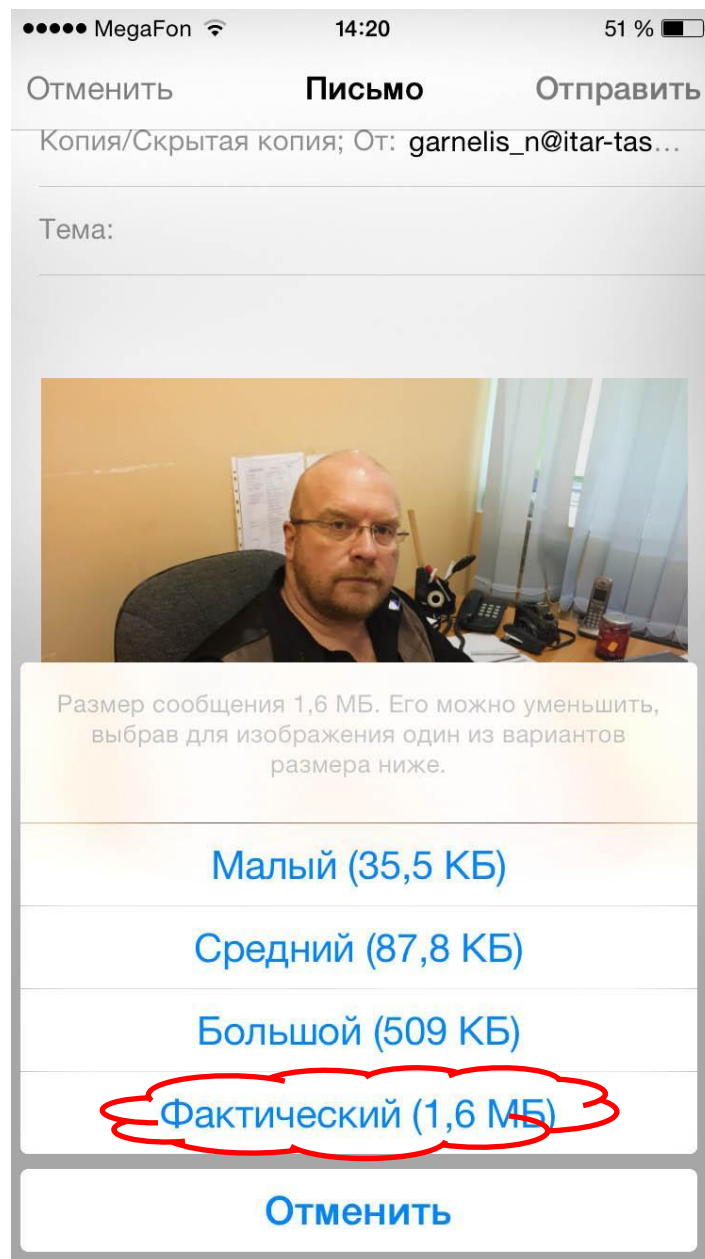 MegaFon 14:20 51 %
Отменить Письмо Отправить
Копия/Скрытая копия; От: garnelis_n@itar-tas...
Тема:
Размер сообщения 1,6 МБ. Его можно уменьшить,
выбрав для изображения один из вариантов
размера ниже.
Малый (35,5 КБ)
Средний (87,8 КБ)
Большой (509 КБ)
Фактический (1,6 МБ)
Отменить